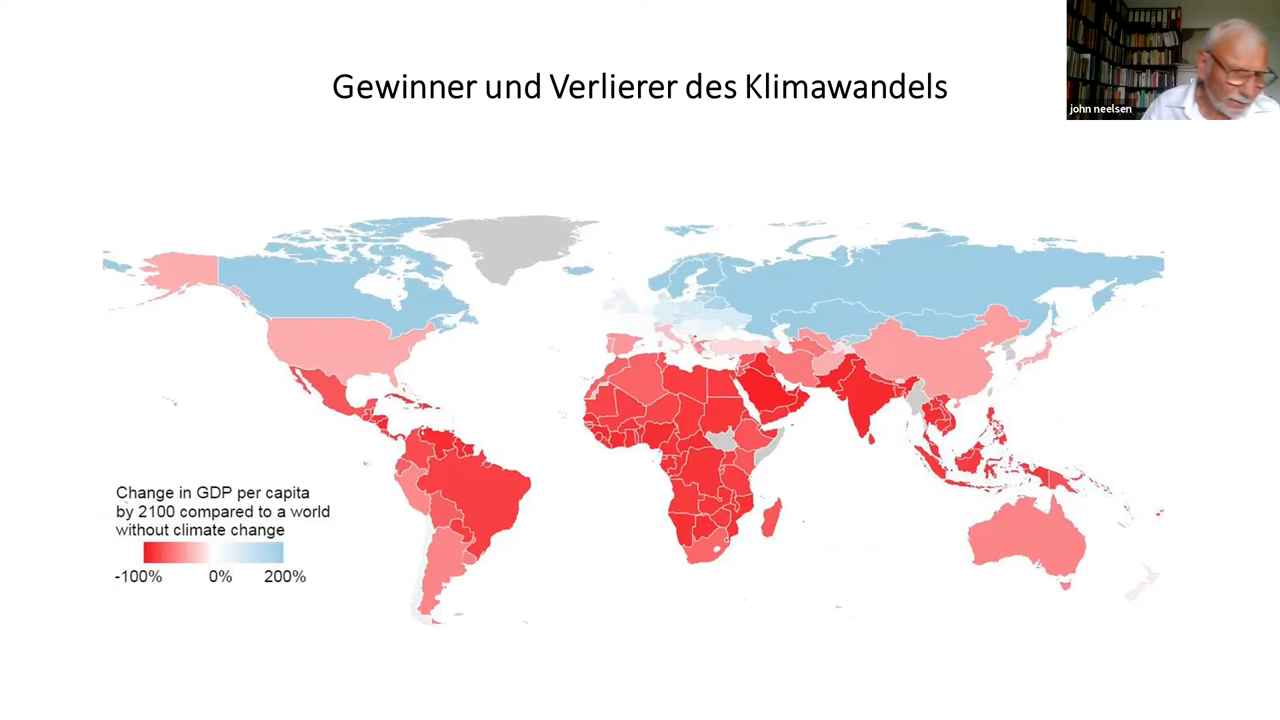 Gewinner und Verlierer des Klimawandels
john neelsen
Change in GDP per capita
by 2100 compared to a world
without climate change
-100% 0% 200%